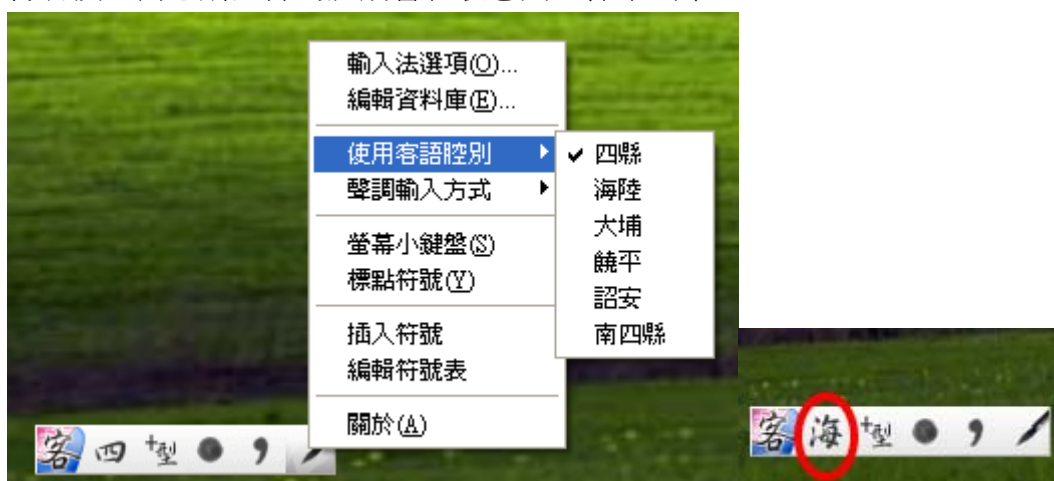 輸入法選項(O)...
編輯資料庫(E)...
使用客語腔別
聲調輸入方式
螢幕小鍵盤(S)
標點符號(Y)
插入符號
編輯符號表
關於(A)
四縣
海陸
大埔
饒平
詔安
南四縣
客 四 +型 ,
客 海 +型 ,